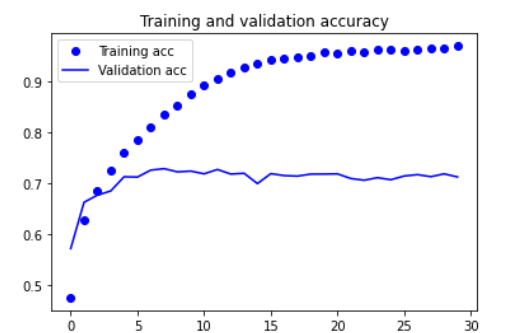 Training and validation accuracy
Training acc
Validation acc
0.9
0.8
0.7
0.6
0.5
0 5 10 15 20 25 30